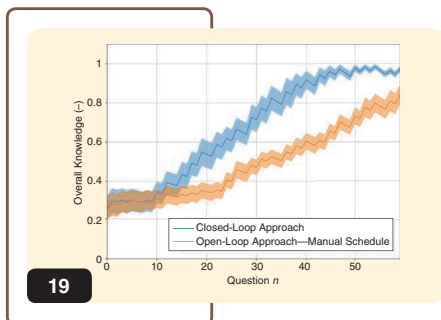 1
0.8
0.6
0.4
0.2
0
Overall Knowledge (–)
Closed-Loop Approach
Open-Loop Approach—Manual Schedule
0 10 20 30 40 50
Question n
19